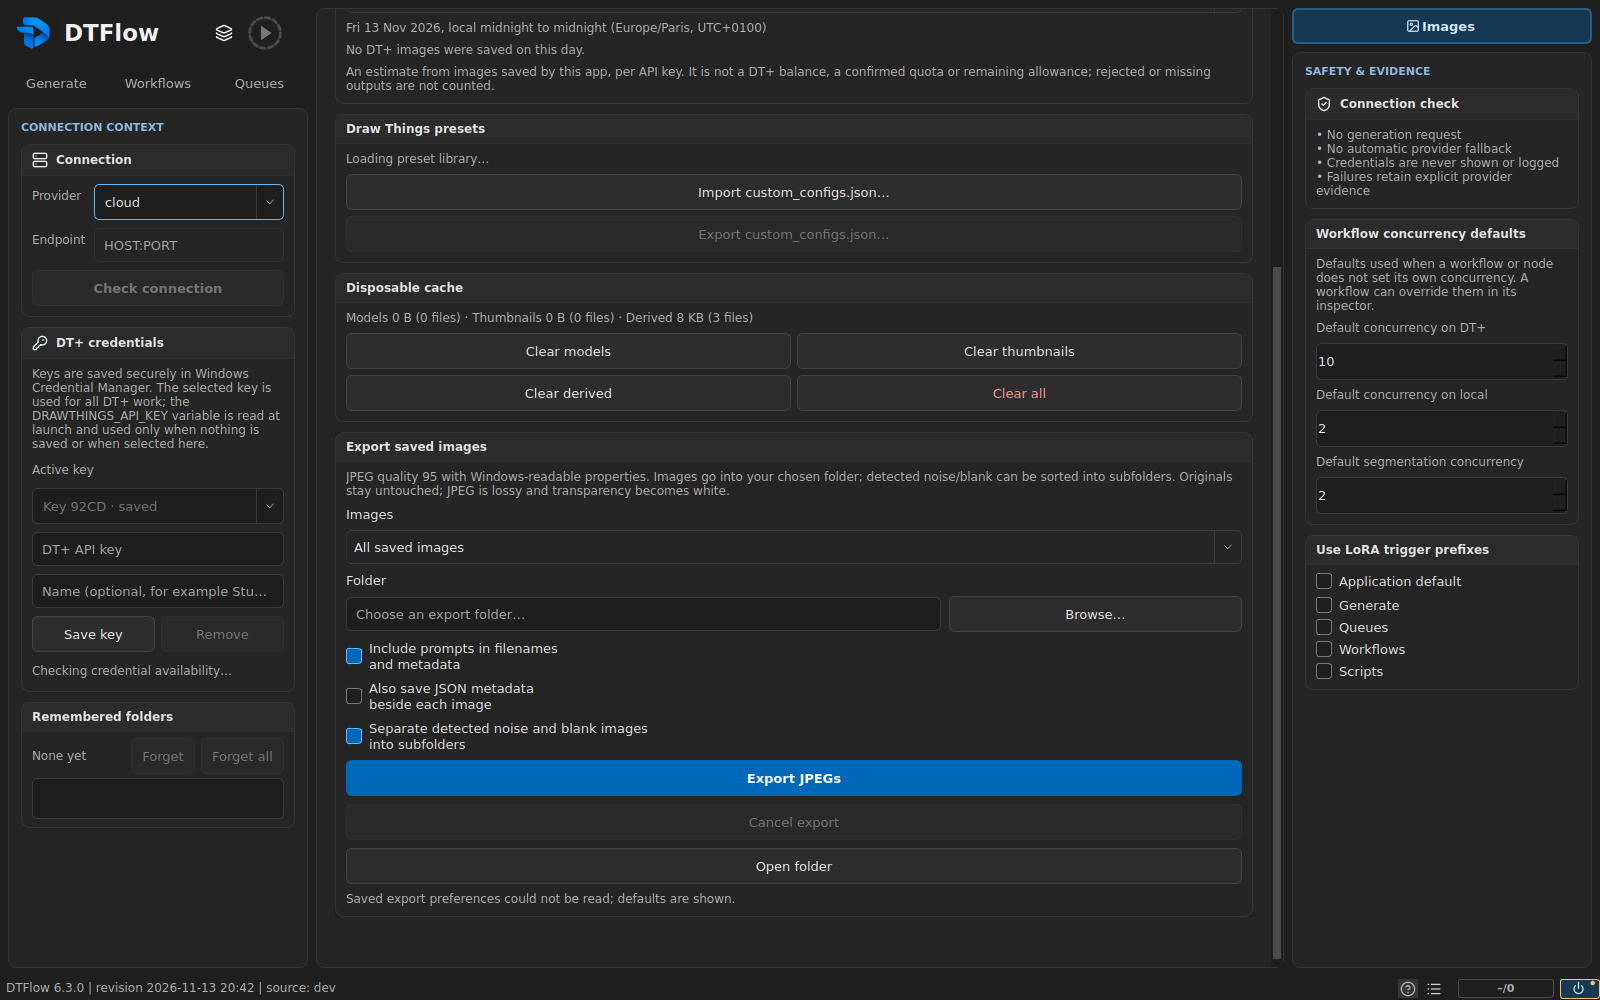 DTFlow
Generate
Workflows
Queues
CONNECTION CONTEXT
Connection
Provider
cloud
Endpoint
HOST:PORT
Check connection
DT+ credentials
Keys are saved securely in Windows
Credential Manager. The selected key is
used for all DT+ work; the
DRAWTHINGS_API_KEY variable is read at
launch and used only when nothing is
saved or when selected here.
Active key
Key 92CD · saved
DT+ API key
Name (optional, for example Stu...
Save key
Remove
Checking credential availability...
Remembered folders
None yet
Forget
Forget all
Fri 13 Nov 2026, local midnight to midnight (Europe/Paris, UTC+0100)
No DT+ images were saved on this day.
An estimate from images saved by this app, per API key. It is not a DT+ balance, a confirmed quota or remaining allowance; rejected or missing
outputs are not counted.
Draw Things presets
Loading preset library...
Import custom_configs.json...
Export custom_configs.json...
Disposable cache
Models 0 B (0 files) · Thumbnails 0 B (0 files) · Derived 8 KB (3 files)
Clear models
Clear thumbnails
Clear derived
Clear all
Export saved images
JPEG quality 95 with Windows-readable properties. Images go into your chosen folder; detected noise/blank can be sorted into subfolders. Originals
stay untouched; JPEG is lossy and transparency becomes white.
Images
All saved images
Folder
Choose an export folder...
Browse...
Include prompts in filenames
and metadata
Also save JSON metadata
beside each image
Separate detected noise and blank images
into subfolders
Export JPEGs
Cancel export
Open folder
Saved export preferences could not be read; defaults are shown.
Images
SAFETY & EVIDENCE
Connection check
• No generation request
• No automatic provider fallback
• Credentials are never shown or logged
• Failures retain explicit provider
evidence
Workflow concurrency defaults
Defaults used when a workflow or node
does not set its own concurrency. A
workflow can override them in its
inspector.
Default concurrency on DT+
10
Default concurrency on local
2
Default segmentation concurrency
2
Use LoRA trigger prefixes
Application default
Generate
Queues
Workflows
Scripts
DTFlow 6.3.0 | revision 2026-11-13 20:42 | source: dev
-/0